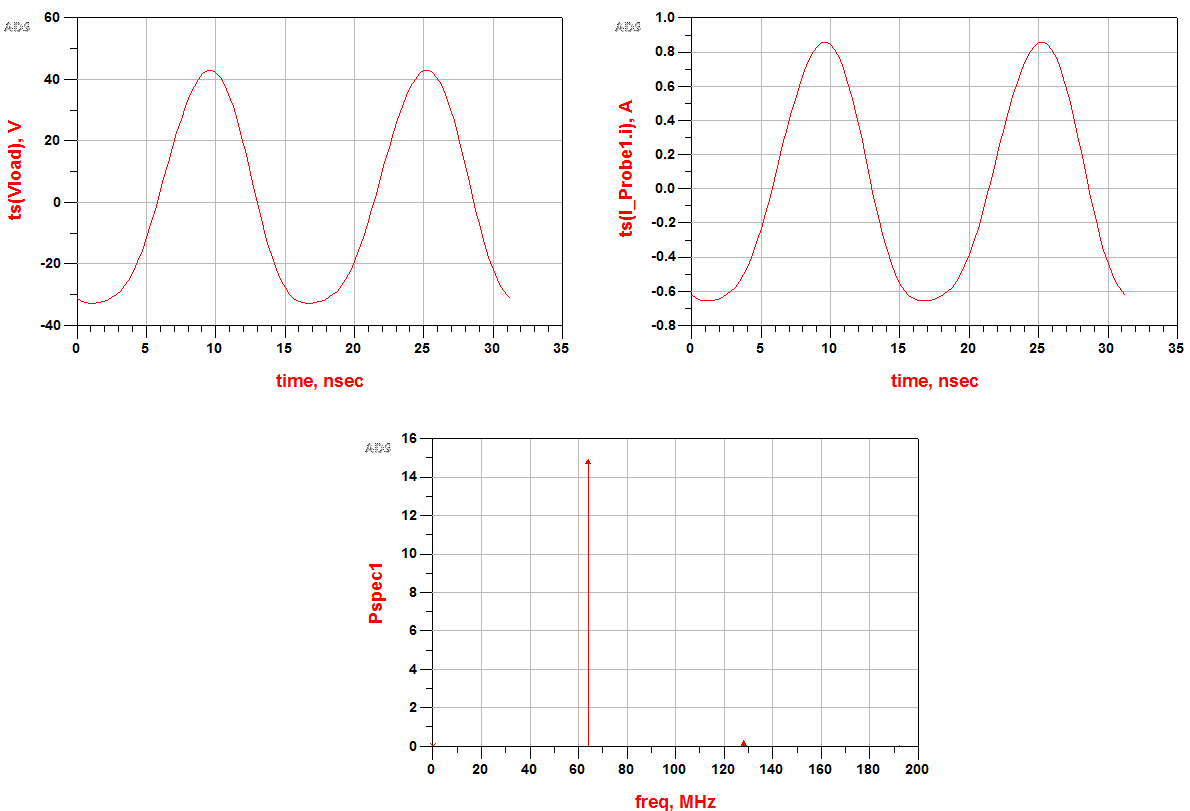 ADS
60
40
20
0
-20
-40
ts(Vload), V
0 5 10 15 20 25 30 35
time, nsec
ADS
1.0
0.8
0.6
0.4
0.2
0.0
-0.2
-0.4
-0.6
-0.8
ts(I_Probe1.i), A
0 5 10 15 20 25 30 35
time, nsec
ADS
16
14
12
10
8
6
4
2
0
Pspec1
0 20 40 60 80 100 120 140 160 180 200
freq, MHz